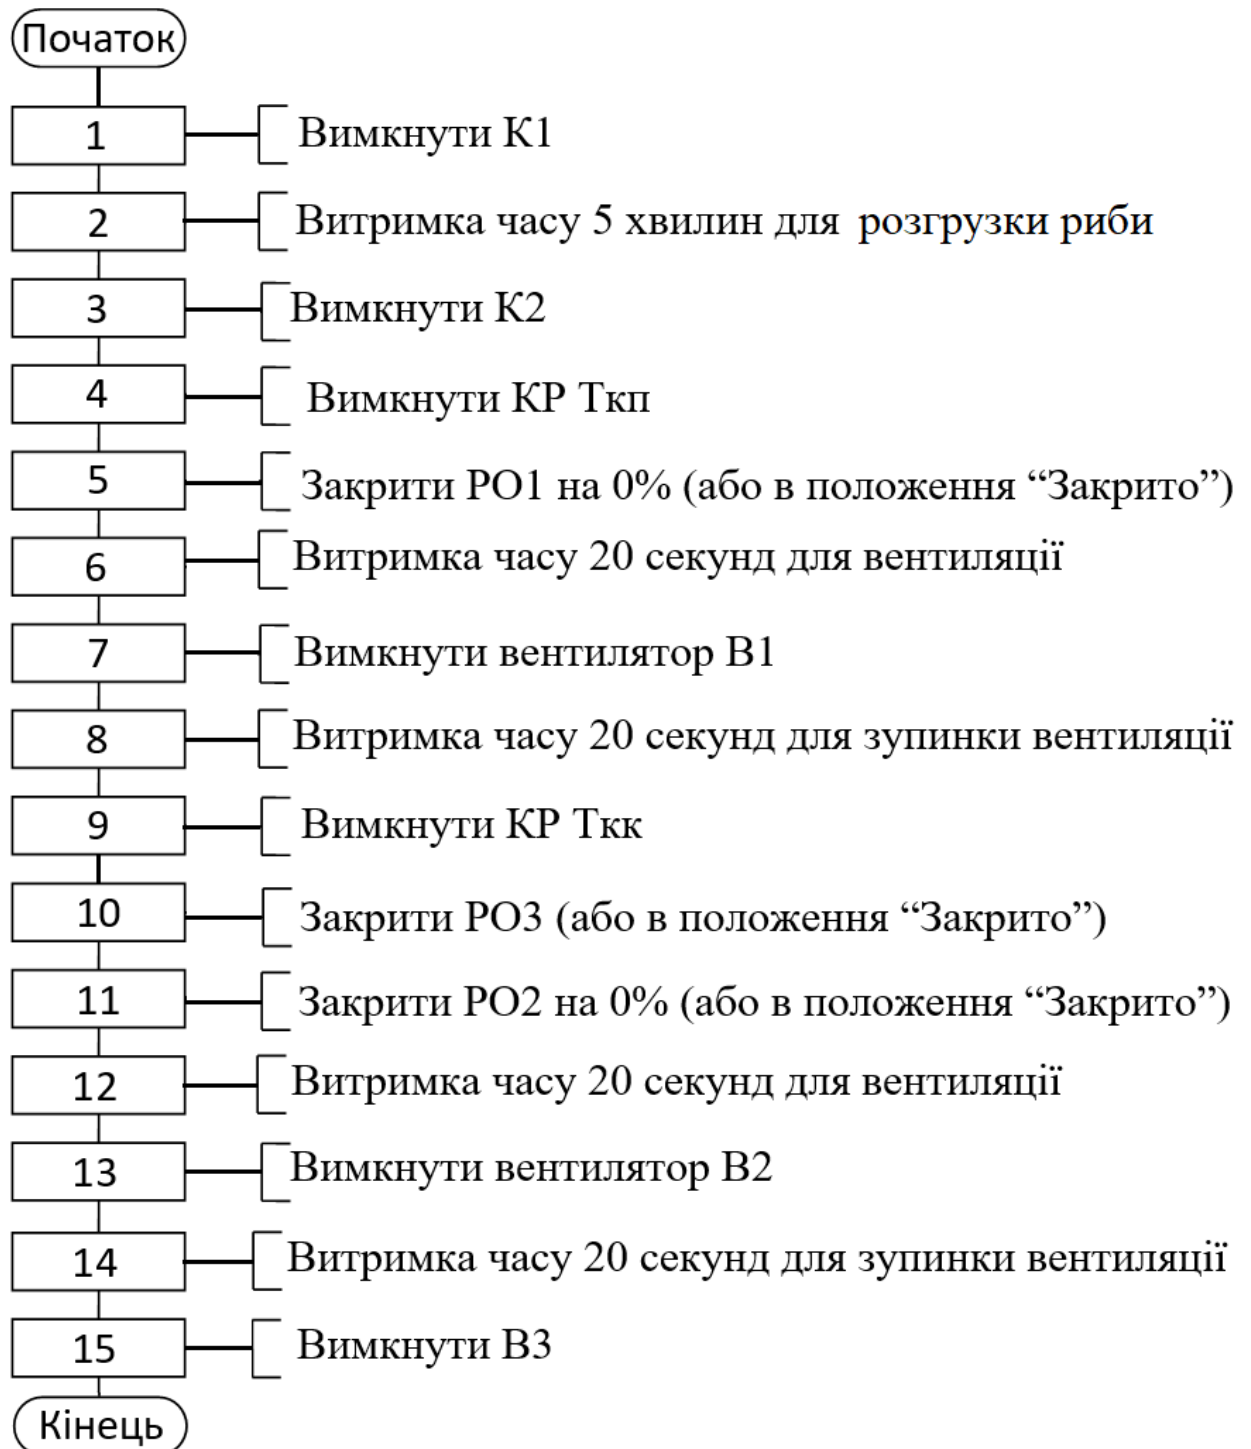 Початок
1 Вимкнути К1
2 Витримка часу 5 хвилин для розгрузки риби
3 Вимкнути К2
4 Вимкнути КР Ткп
5 Закрити РО1 на 0% (або в положення “Закрито”)
6 Витримка часу 20 секунд для вентиляції
7 Вимкнути вентилятор В1
8 Витримка часу 20 секунд для зупинки вентиляції
9 Вимкнути КР Ткк
10 Закрити РО3 (або в положення “Закрито”)
11 Закрити РО2 на 0% (або в положення “Закрито”)
12 Витримка часу 20 секунд для вентиляції
13 Вимкнути вентилятор В2
14 Витримка часу 20 секунд для зупинки вентиляції
15 Вимкнути В3
Кінець